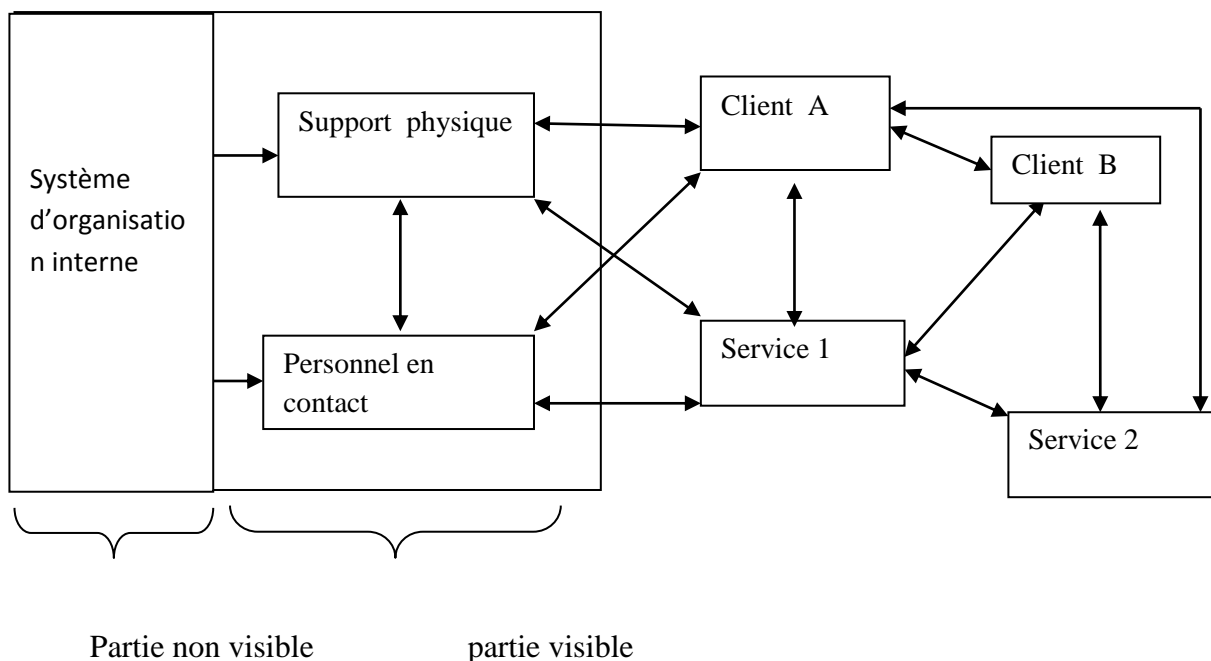 Support physique
Client A
Client B
Système
d’organisatio
n interne
Personnel en
contact
Service 1
Service 2
Partie non visible
partie visible